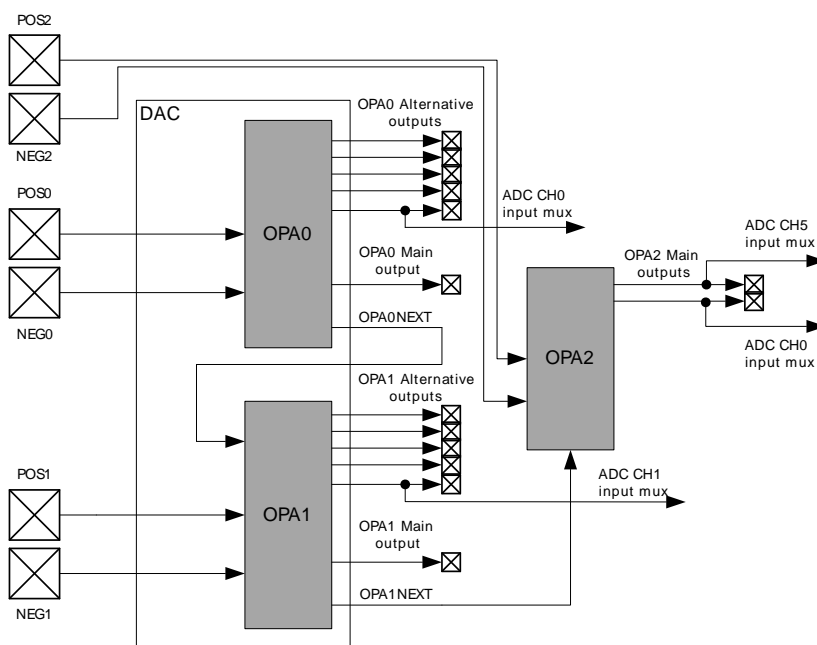 POS2
NEG2
POS0
NEG0
POS1
NEG1
DAC
OPA0
OPA0 Alternative
outputs
ADC CH0
input mux
OPA0 Main
output
OPA0NEXT
OPA1
OPA1 Alternative
outputs
ADC CH1
input mux
OPA1 Main
output
OPA1NEXT
OPA2
OPA2 Main
outputs
ADC CH5
input mux
ADC CH0
input mux